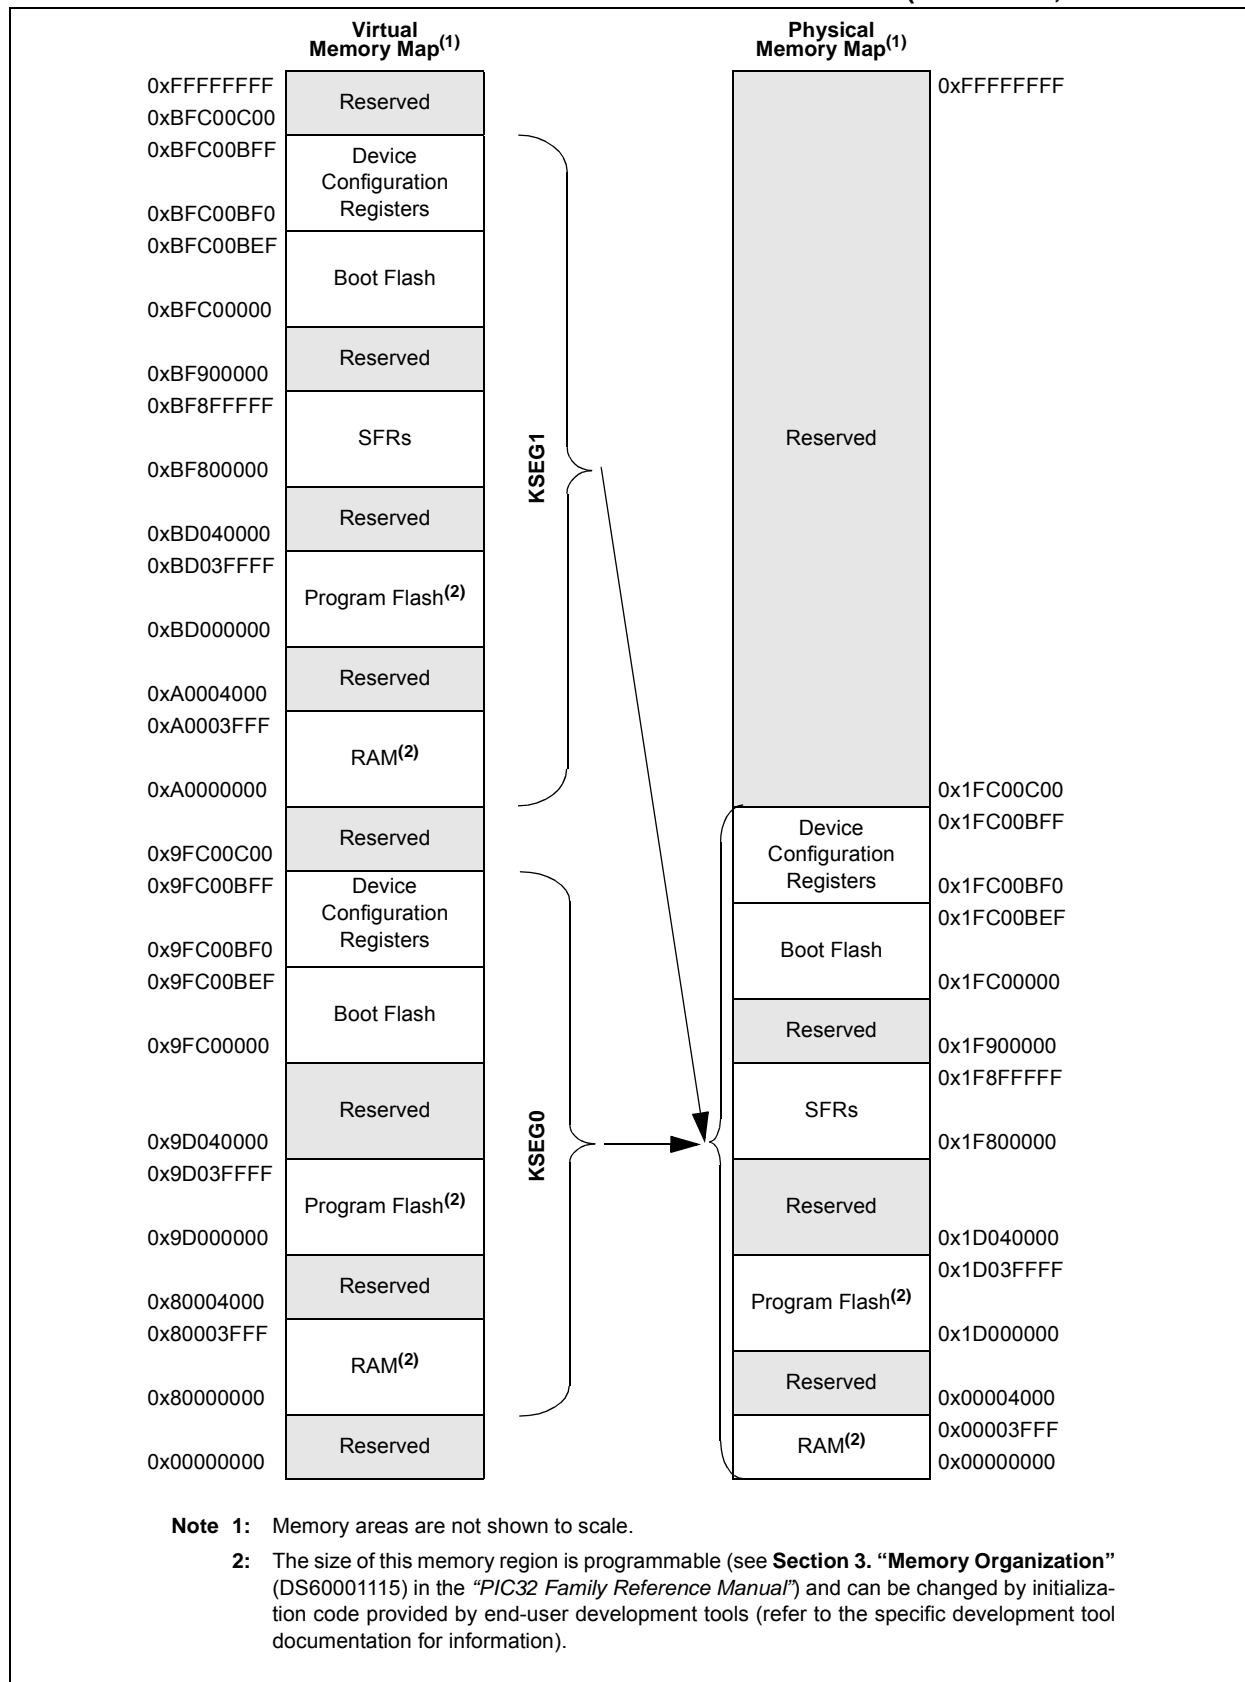 Virtual
Memory Map(1)
Physical
Memory Map(1)
0xFFFFFFFF
Reserved
0xBFC00C00
0xBFC00BFF
Device
Configuration
Registers
0xBFC00BF0
0xBFC00BEF
Boot Flash
0xBFC00000
Reserved
0xBF900000
0xBF8FFFFF
SFRs
0xBF800000
Reserved
0xBD040000
0xBD03FFFF
Program Flash(2)
0xBD000000
Reserved
0xA0004000
0xA0003FFF
RAM(2)
0xA0000000
Reserved
0x9FC00C00
0x9FC00BFF
Device
Configuration
Registers
0x9FC00BF0
0x9FC00BEF
Boot Flash
0x9FC00000
Reserved
0x9D040000
0x9D03FFFF
Program Flash(2)
0x9D000000
Reserved
0x80004000
0x80003FFF
RAM(2)
0x80000000
Reserved
0x00000000
KSEG1
KSEG0
0xFFFFFFFF
Reserved
0x1FC00C00
0x1FC00BFF
Device
Configuration
Registers
0x1FC00BF0
0x1FC00BEF
Boot Flash
0x1FC00000
Reserved
0x1F900000
0x1F8FFFFF
SFRs
0x1F800000
Reserved
0x1D040000
0x1D03FFFF
Program Flash(2)
0x1D000000
Reserved
0x00004000
0x00003FFF
RAM(2)
0x00000000
Note 1: Memory areas are not shown to scale.
2: The size of this memory region is programmable (see Section 3. “Memory Organization”
(DS60001115) in the “PIC32 Family Reference Manual”) and can be changed by initializa-
tion code provided by end-user development tools (refer to the specific development tool
documentation for information).